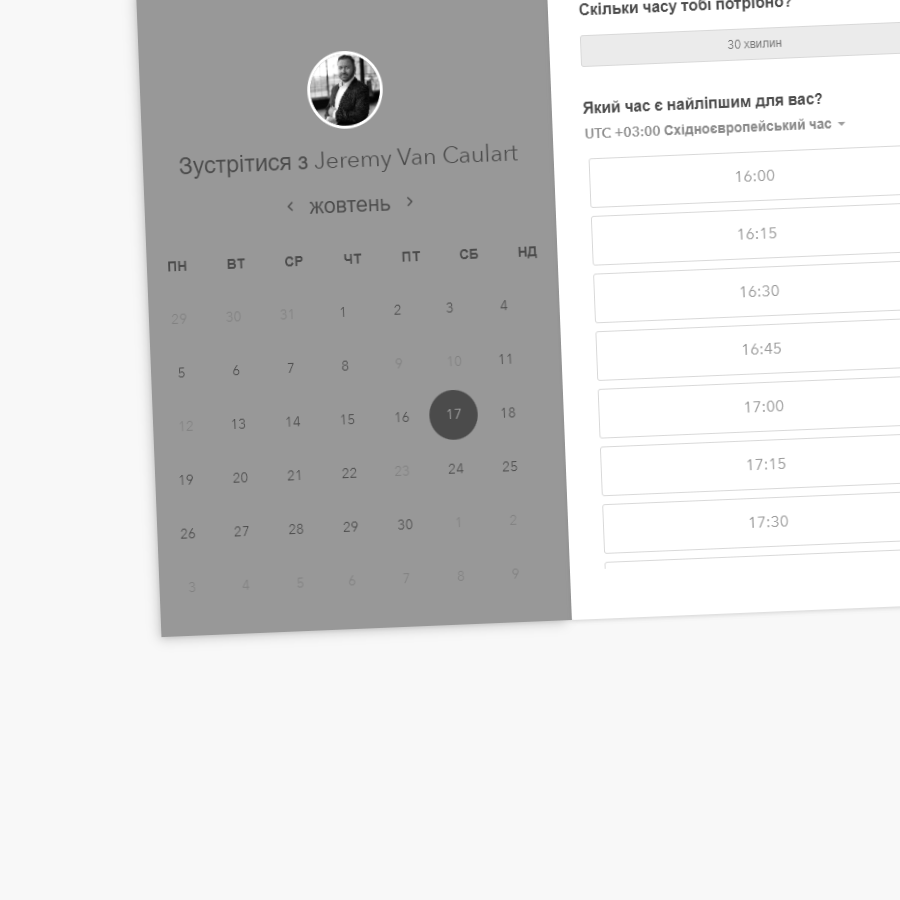 Зустрітися з Jeremy Van Caulart
‹ жовтень ›
ПН ВТ СР ЧТ ПТ СБ НД
29 30 31 1 2 3 4
5 6 7 8 9 10 11
12 13 14 15 16 17 18
19 20 21 22 23 24 25
26 27 28 29 30 1 2
3 4 5 6 7 8 9
Скільки часу тобі потрібно?
30 хвилин
Який час є найліпшим для вас?
UTC +03:00 Східноєвропейський час
16:00
16:15
16:30
16:45
17:00
17:15
17:30